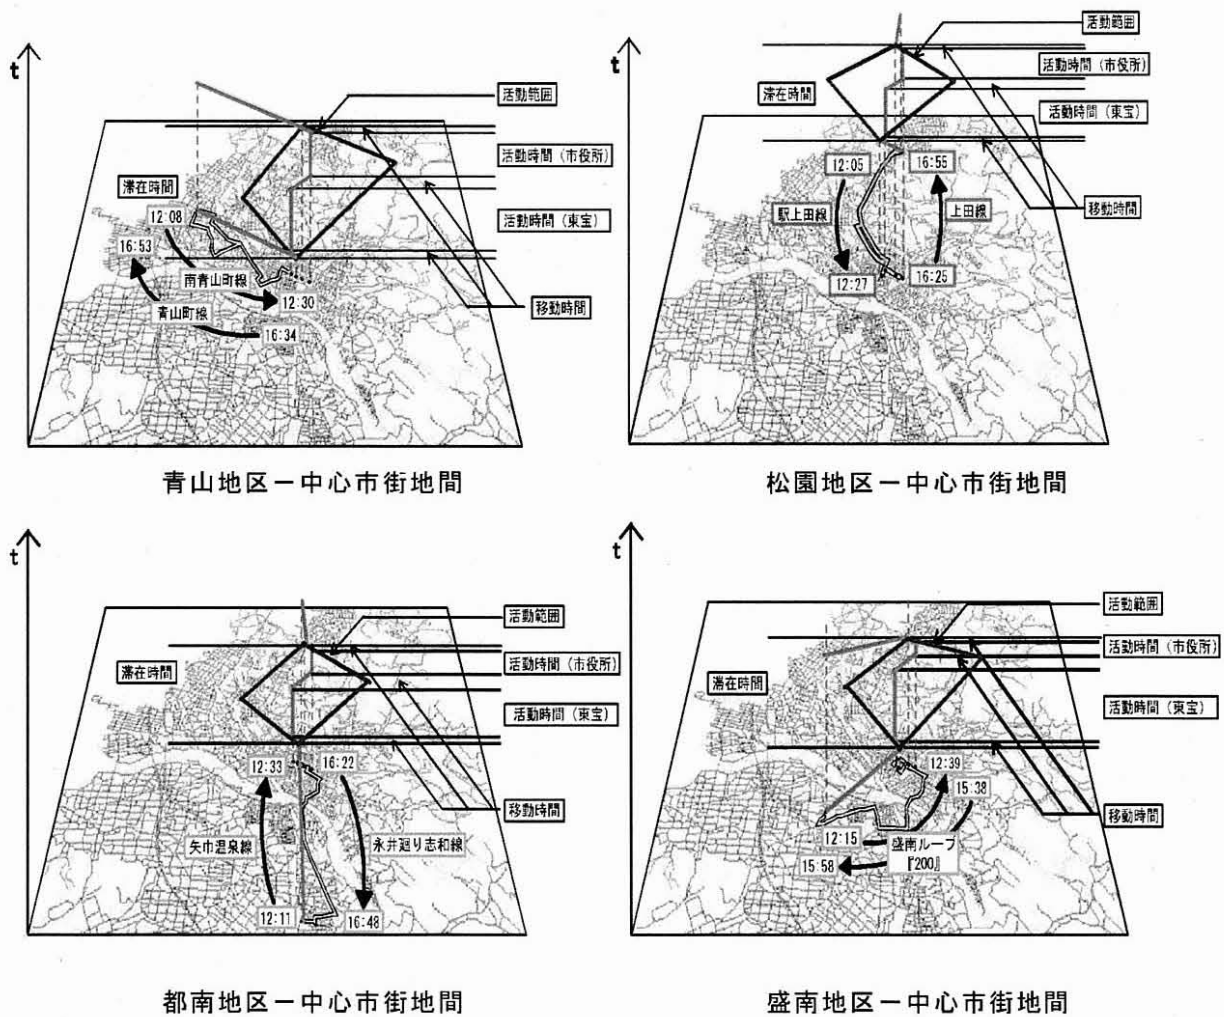 t
活動範囲
活動時間（市役所）
滞在時間
活動時間（東宝）
12:08
16:53
南青山町線
12:30
青山町線
16:34
移動時間
青山地区－中心市街地間
t
活動範囲
活動時間（市役所）
滞在時間
活動時間（東宝）
12:05
16:55
駅上田線
上田線
移動時間
12:27
16:25
松園地区－中心市街地間
t
活動範囲
活動時間（市役所）
滞在時間
活動時間（東宝）
12:33
16:22
移動時間
矢巾温泉線
永井廻り志和線
12:11
16:48
都南地区－中心市街地間
t
活動範囲
活動時間（市役所）
滞在時間
活動時間（東宝）
12:39
15:38
移動時間
12:15
盛南ループ
『200』
15:58
盛南地区－中心市街地間